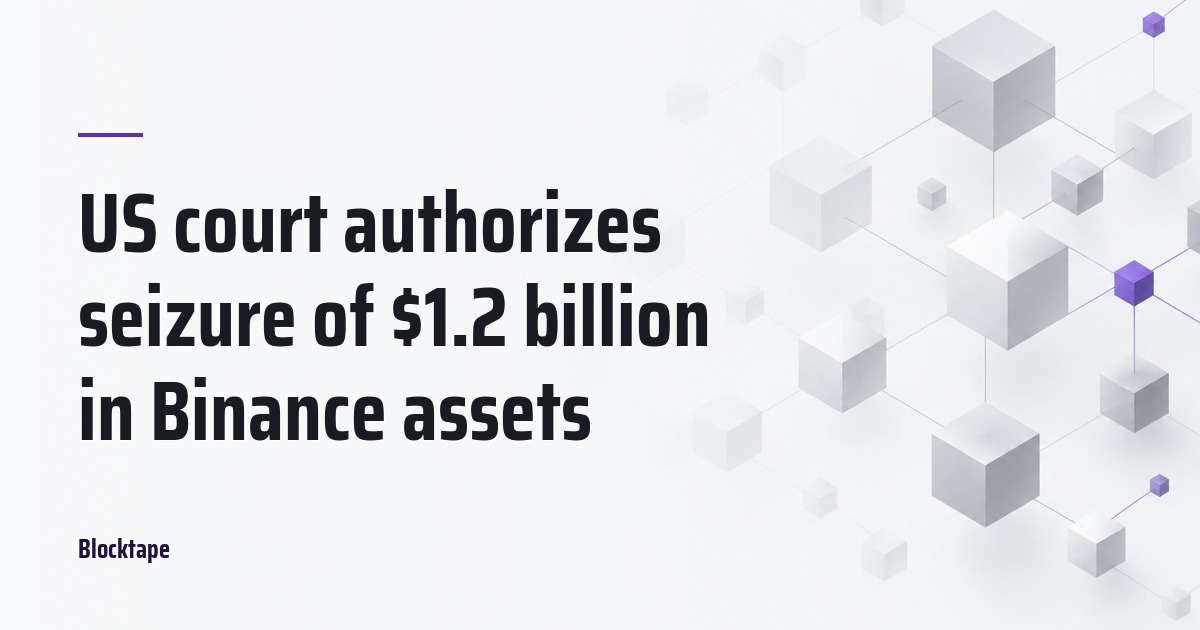 US court authorizes
seizure of $1.2 billion
in Binance assets
Blocktape